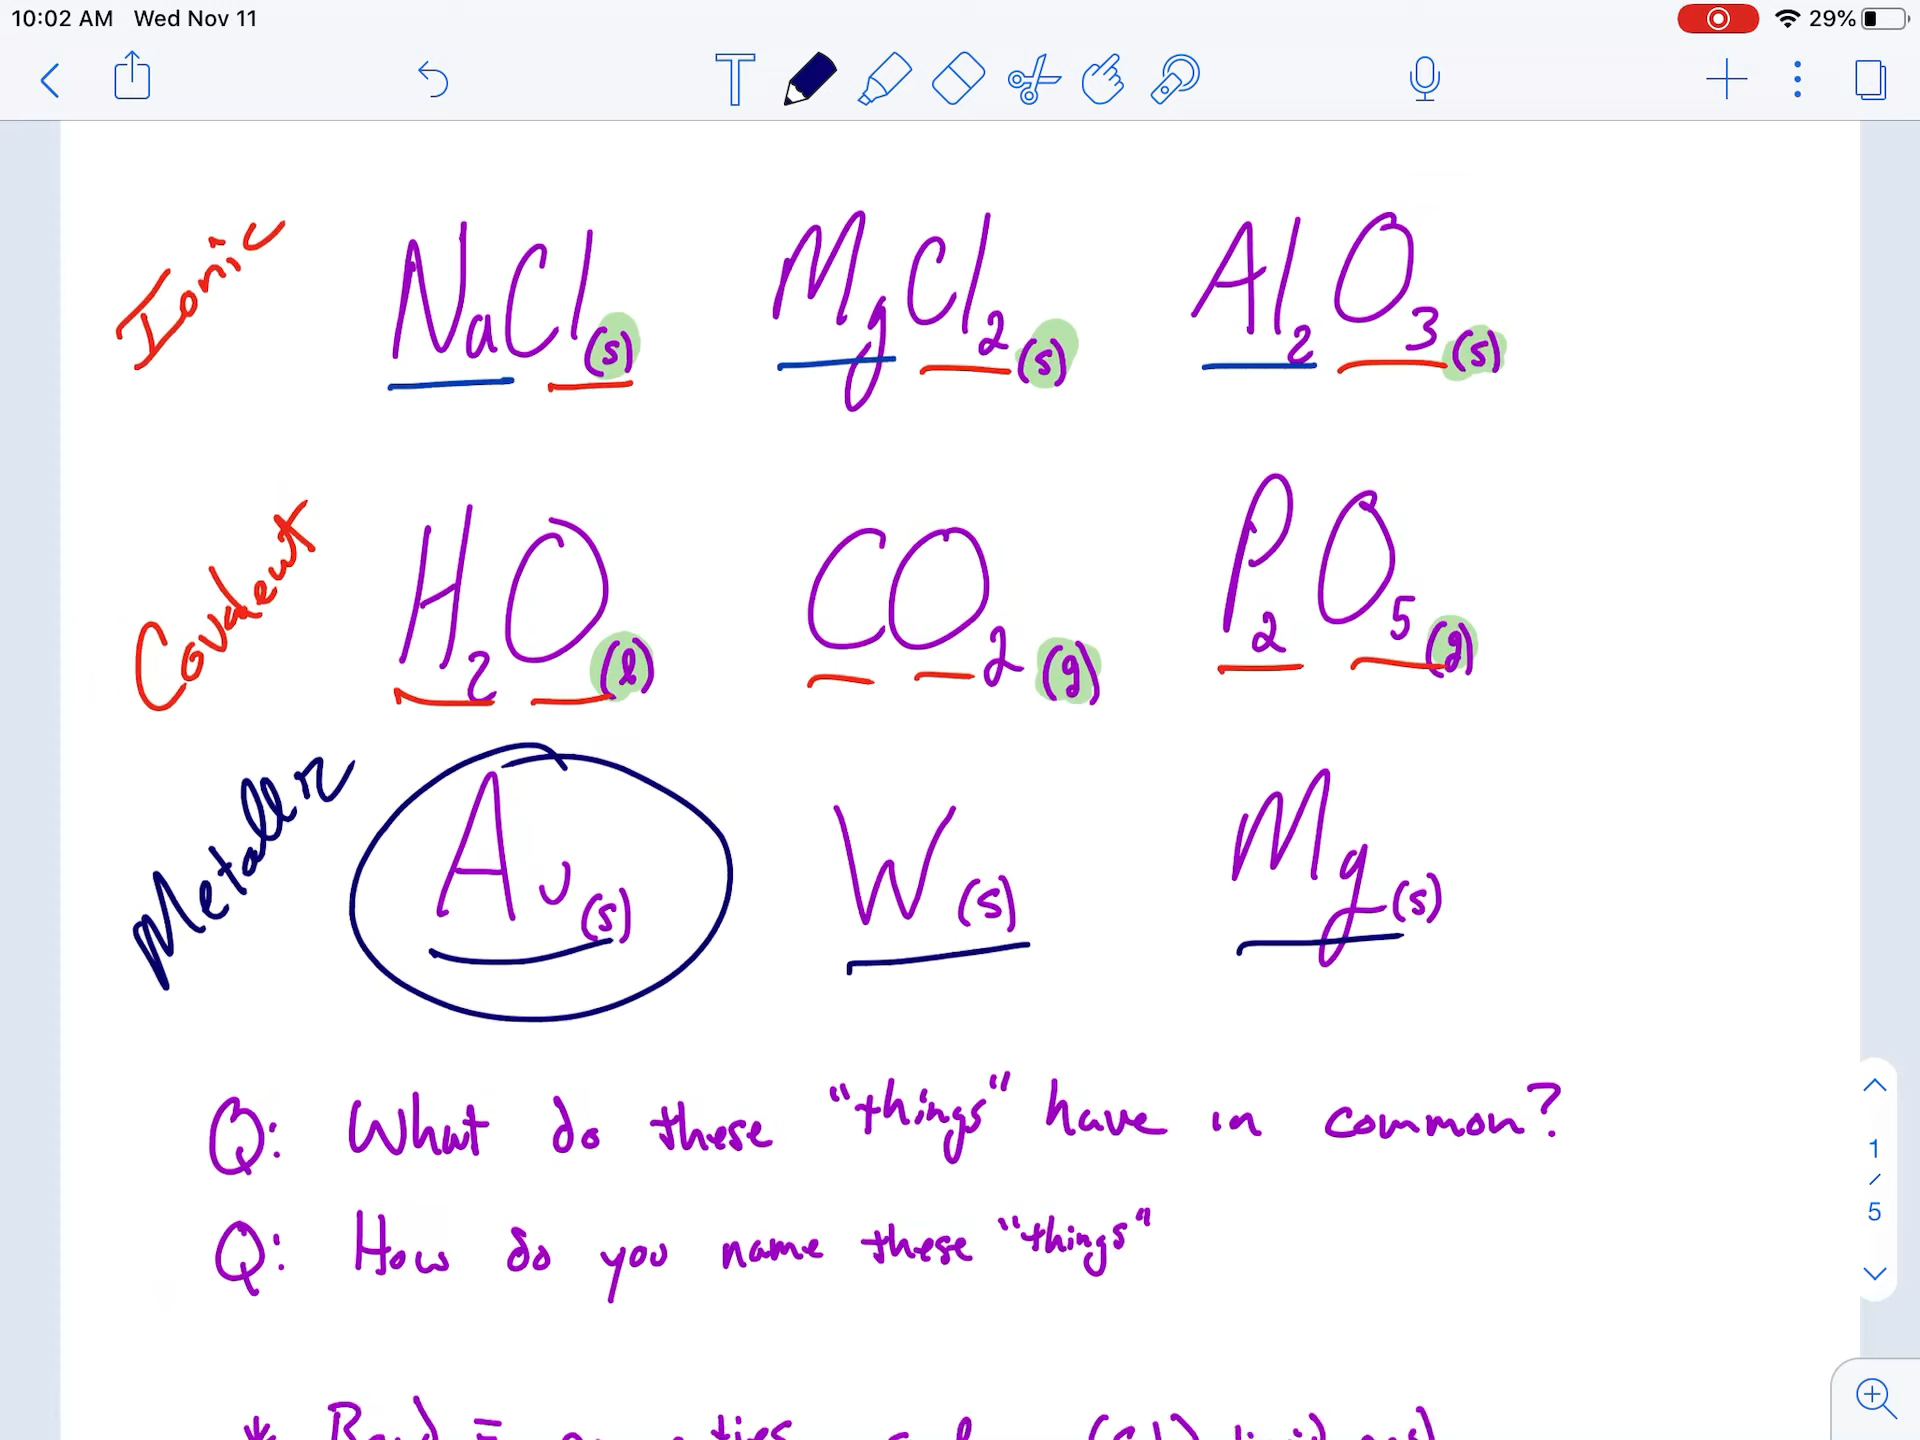 10:02 AM Wed Nov 11
29%
Ionic NaCl(s) MgCl2(s) Al2O3(s)
Covalent H2O(l) CO2(g) P2O5(g)
Metallic Au(s) W(s) Mg(s)
Q: What do these "things" have in common?
Q: How do you name these "things"
1
/
5